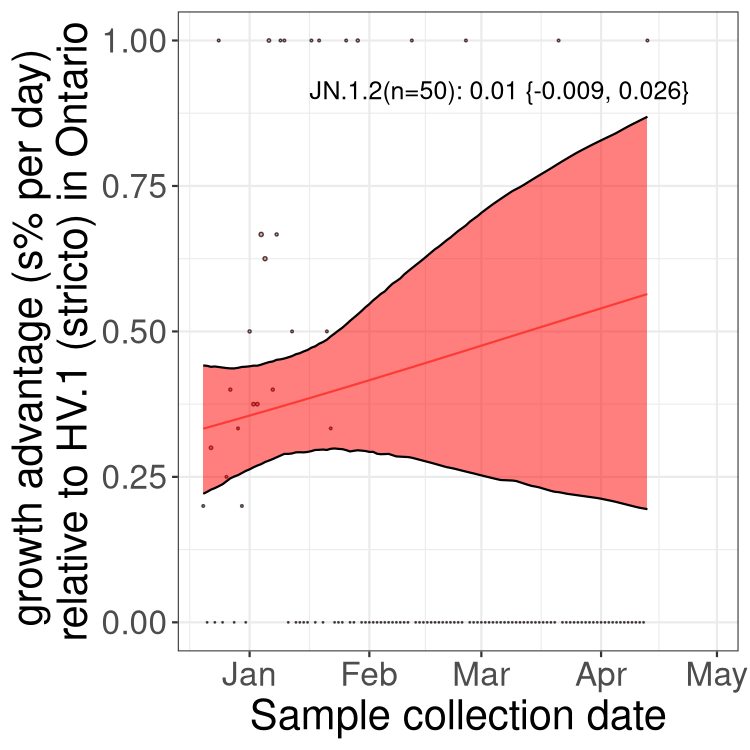 growth advantage (s% per day)
relative to HV.1 (stricto) in Ontario
1.00
0.75
0.50
0.25
0.00
JN.1.2(n=50): 0.01 {-0.009, 0.026}
Jan Feb Mar Apr May
Sample collection date